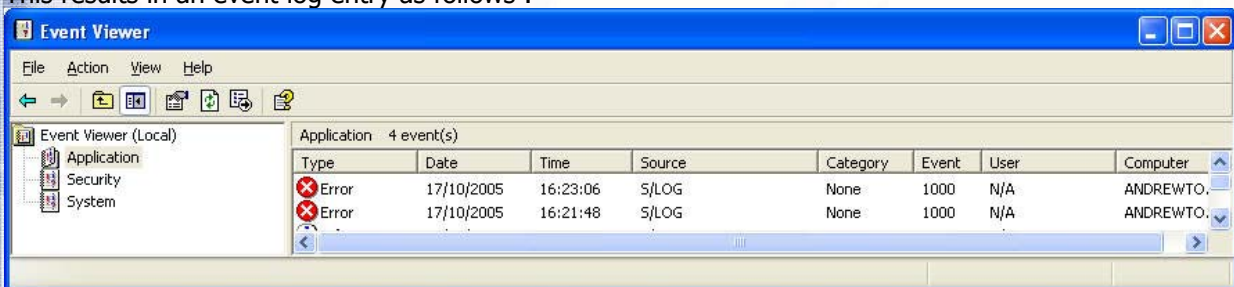 This results in an event log entry as follows :
Event Viewer
File Action View Help
Event Viewer (Local)
Application
Security
System
Application 4 event(s)
Type Date Time Source Category Event User Computer
Error 17/10/2005 16:23:06 S/LOG None 1000 N/A ANDREWTO.
Error 17/10/2005 16:21:48 S/LOG None 1000 N/A ANDREWTO.